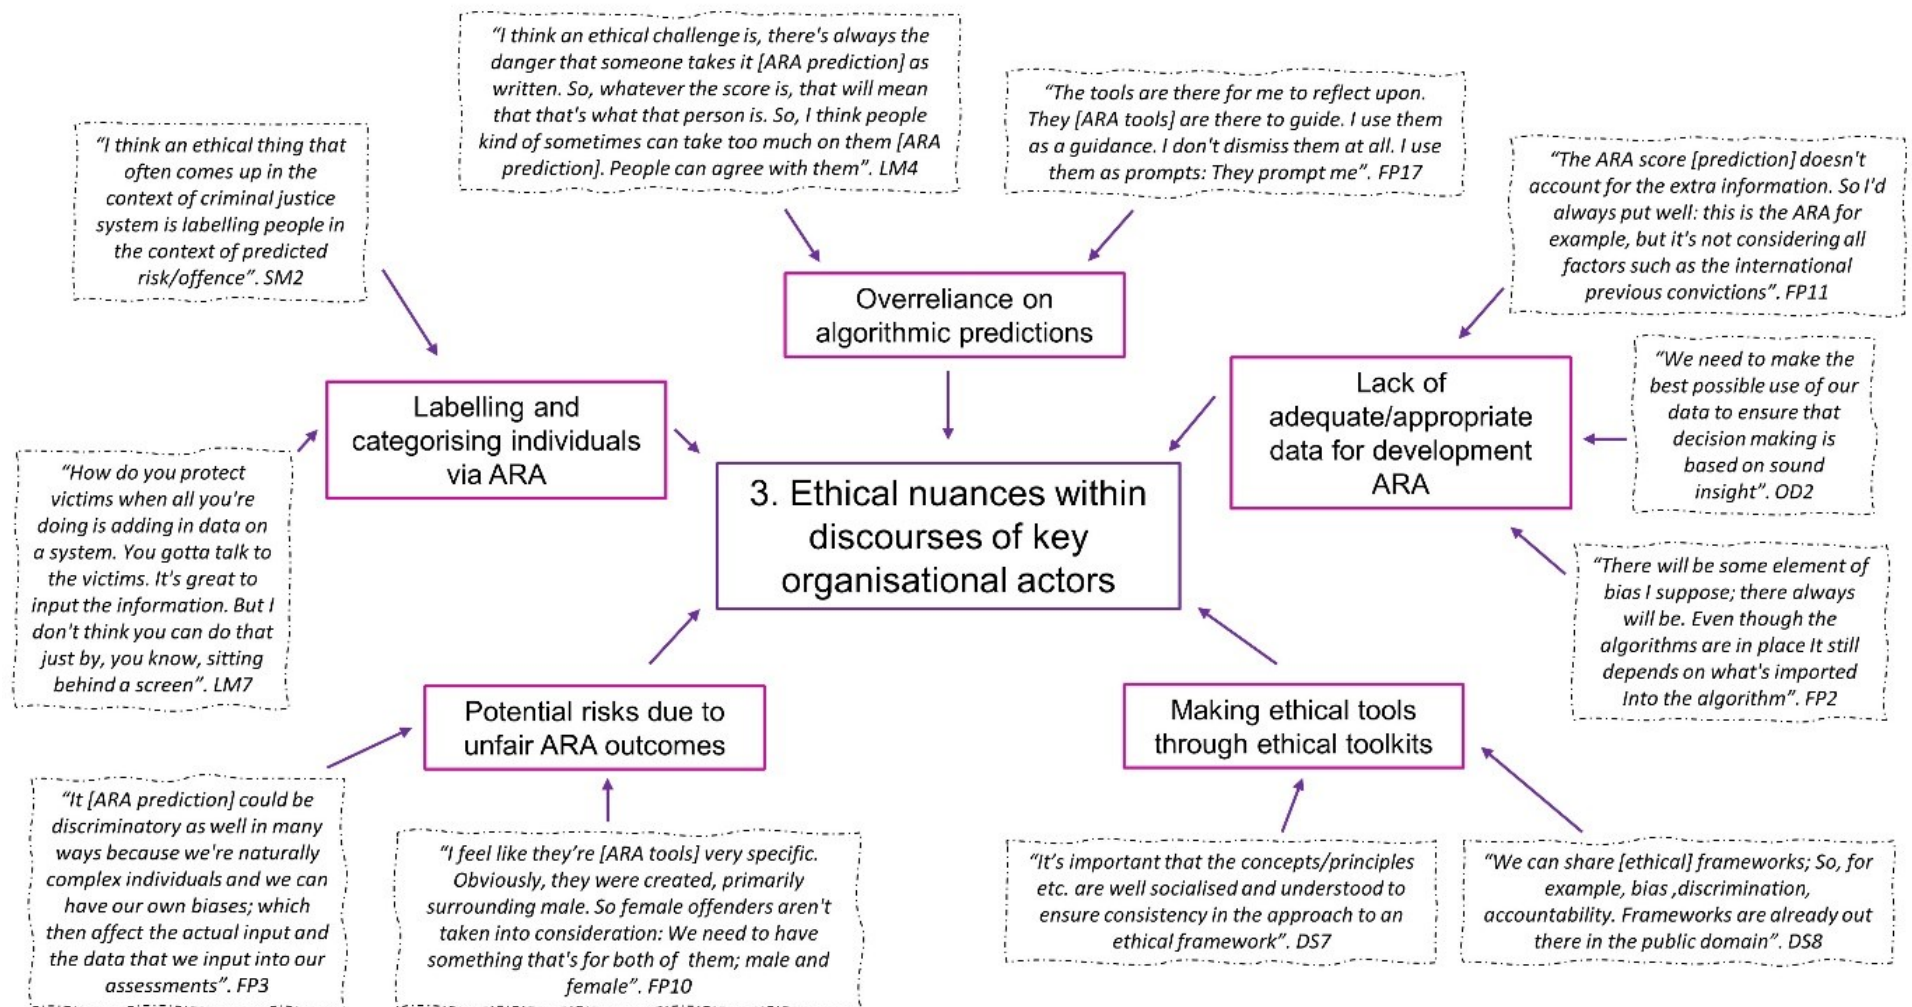 “I think an ethical challenge is, there's always the
danger that someone takes it [ARA prediction] as
written. So, whatever the score is, that will mean
that that's what that person is. So, I think people
kind of sometimes can take too much on them [ARA
prediction]. People can agree with them”. LM4
“The tools are there for me to reflect upon.
They [ARA tools] are there to guide. I use them
as a guidance. I don't dismiss them at all. I use
them as prompts: They prompt me”. FP17
“I think an ethical thing that
often comes up in the
context of criminal justice
system is labelling people in
the context of predicted
risk/offence”. SM2
“The ARA score [prediction] doesn't
account for the extra information. So I'd
always put well: this is the ARA for
example, but it's not considering all
factors such as the international
previous convictions”. FP11
Overreliance on
algorithmic predictions
“We need to make the
best possible use of our
data to ensure that
decision making is
based on sound
insight”. OD2
Labelling and
categorising individuals
via ARA
Lack of
adequate/appropriate
data for development
ARA
“How do you protect
victims when all you're
doing is adding in data on
a system. You gotta talk to
the victims. It's great to
input the information. But I
don't think you can do that
just by, you know, sitting
behind a screen”. LM7
3. Ethical nuances within
discourses of key
organisational actors
“There will be some element of
bias I suppose; there always
will be. Even though the
algorithms are in place It still
depends on what's imported
Into the algorithm”. FP2
Potential risks due to
unfair ARA outcomes
Making ethical tools
through ethical toolkits
“It [ARA prediction] could be
discriminatory as well in many
ways because we're naturally
complex individuals and we can
have our own biases; which
then affect the actual input and
the data that we input into our
assessments”. FP3
“I feel like they’re [ARA tools] very specific.
Obviously, they were created, primarily
surrounding male. So female offenders aren't
taken into consideration: We need to have
something that's for both of them; male and
female”. FP10
“It’s important that the concepts/principles
etc. are well socialised and understood to
ensure consistency in the approach to an
ethical framework”. DS7
“We can share [ethical] frameworks; So, for
example, bias ,discrimination,
accountability. Frameworks are already out
there in the public domain”. DS8